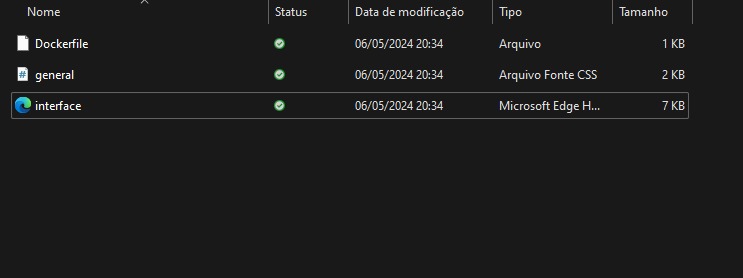 Nome Status Data de modificação Tipo Tamanho
Dockerfile 06/05/2024 20:34 Arquivo 1 KB
general 06/05/2024 20:34 Arquivo Fonte CSS 2 KB
interface 06/05/2024 20:34 Microsoft Edge H... 7 KB